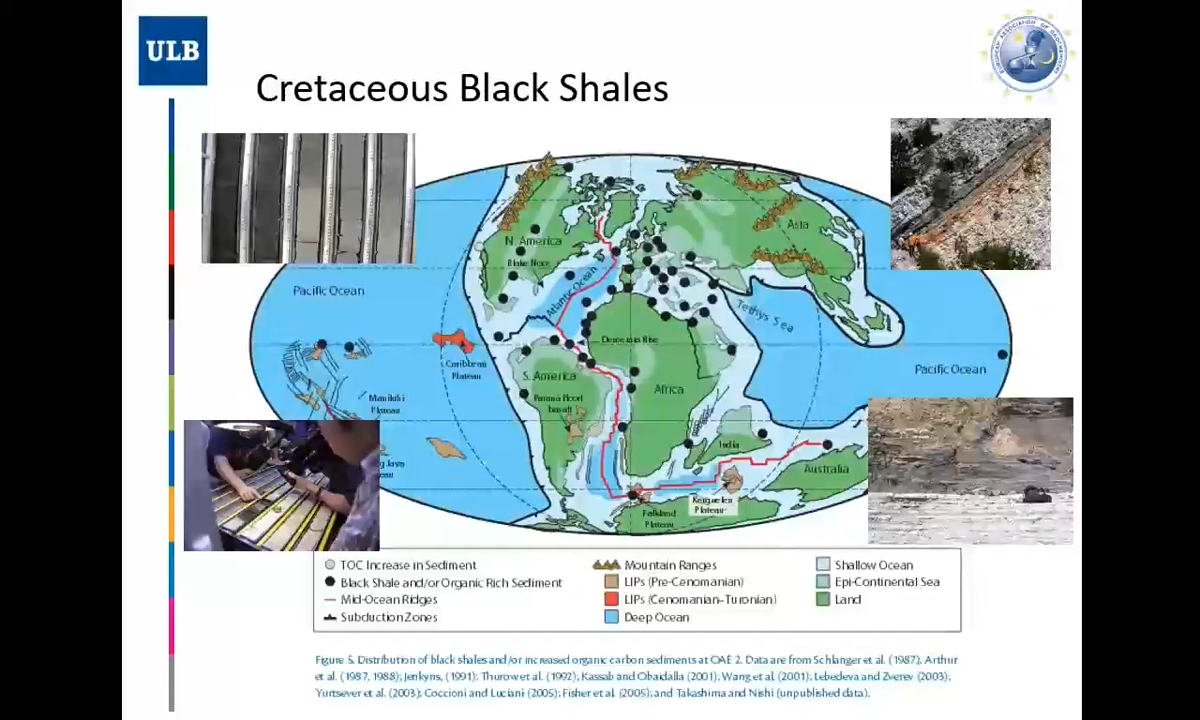 ULB
EUROPEAN ASSOCIATION OF GEOCHEMISTRY
Cretaceous Black Shales
N. America
Asia
Blake Nose
Pacific Ocean
Atlantic Ocean
Tethys Sea
Demerara Rise
Caribbean
Plateau
S. America
Africa
Pacific Ocean
Manihiki
Plateau
Parana flood
basalt
India
Australia
Kerguelen
Plateau
Falkland
Plateau
TOC Increase in Sediment
Black Shale and/or Organic Rich Sediment
Mid-Ocean Ridges
Subduction Zones
Mountain Ranges
LIPs (Pre-Cenomanian)
LIPs (Cenomanian–Turonian)
Deep Ocean
Shallow Ocean
Epi-Continental Sea
Land
Figure 5. Distribution of black shales and/or increased organic carbon sediments at OAE 2. Data are from Schlanger et al. (1987); Arthur
et al. (1987, 1988); Jenkyns, (1991); Thurow et al. (1992); Kassab and Obaidalla (2001); Wang et al. (2001); Lebedeva and Zverev (2003);
Yurtsever et al. (2003); Coccioni and Luciani (2005); Fisher et al. (2005); and Takashima and Nishi (unpublished data).